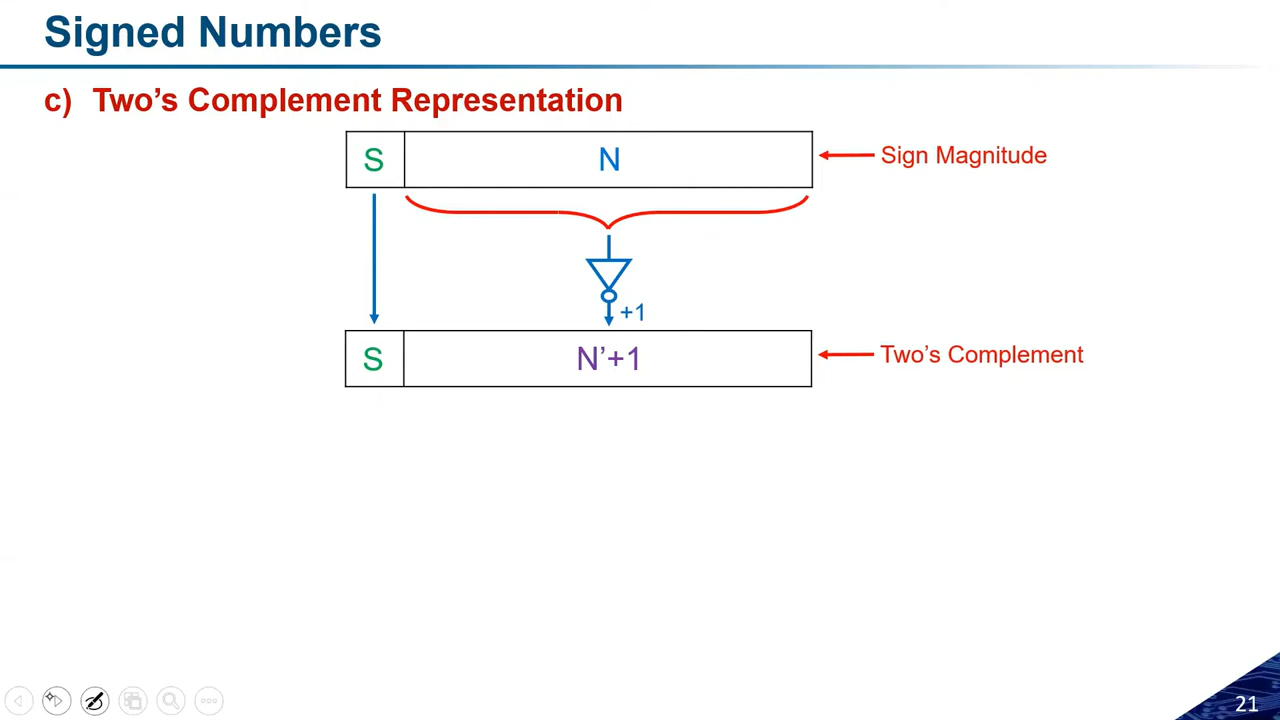 Signed Numbers
c) Two's Complement Representation
S N
Sign Magnitude
+1
S N’+1
Two’s Complement
21